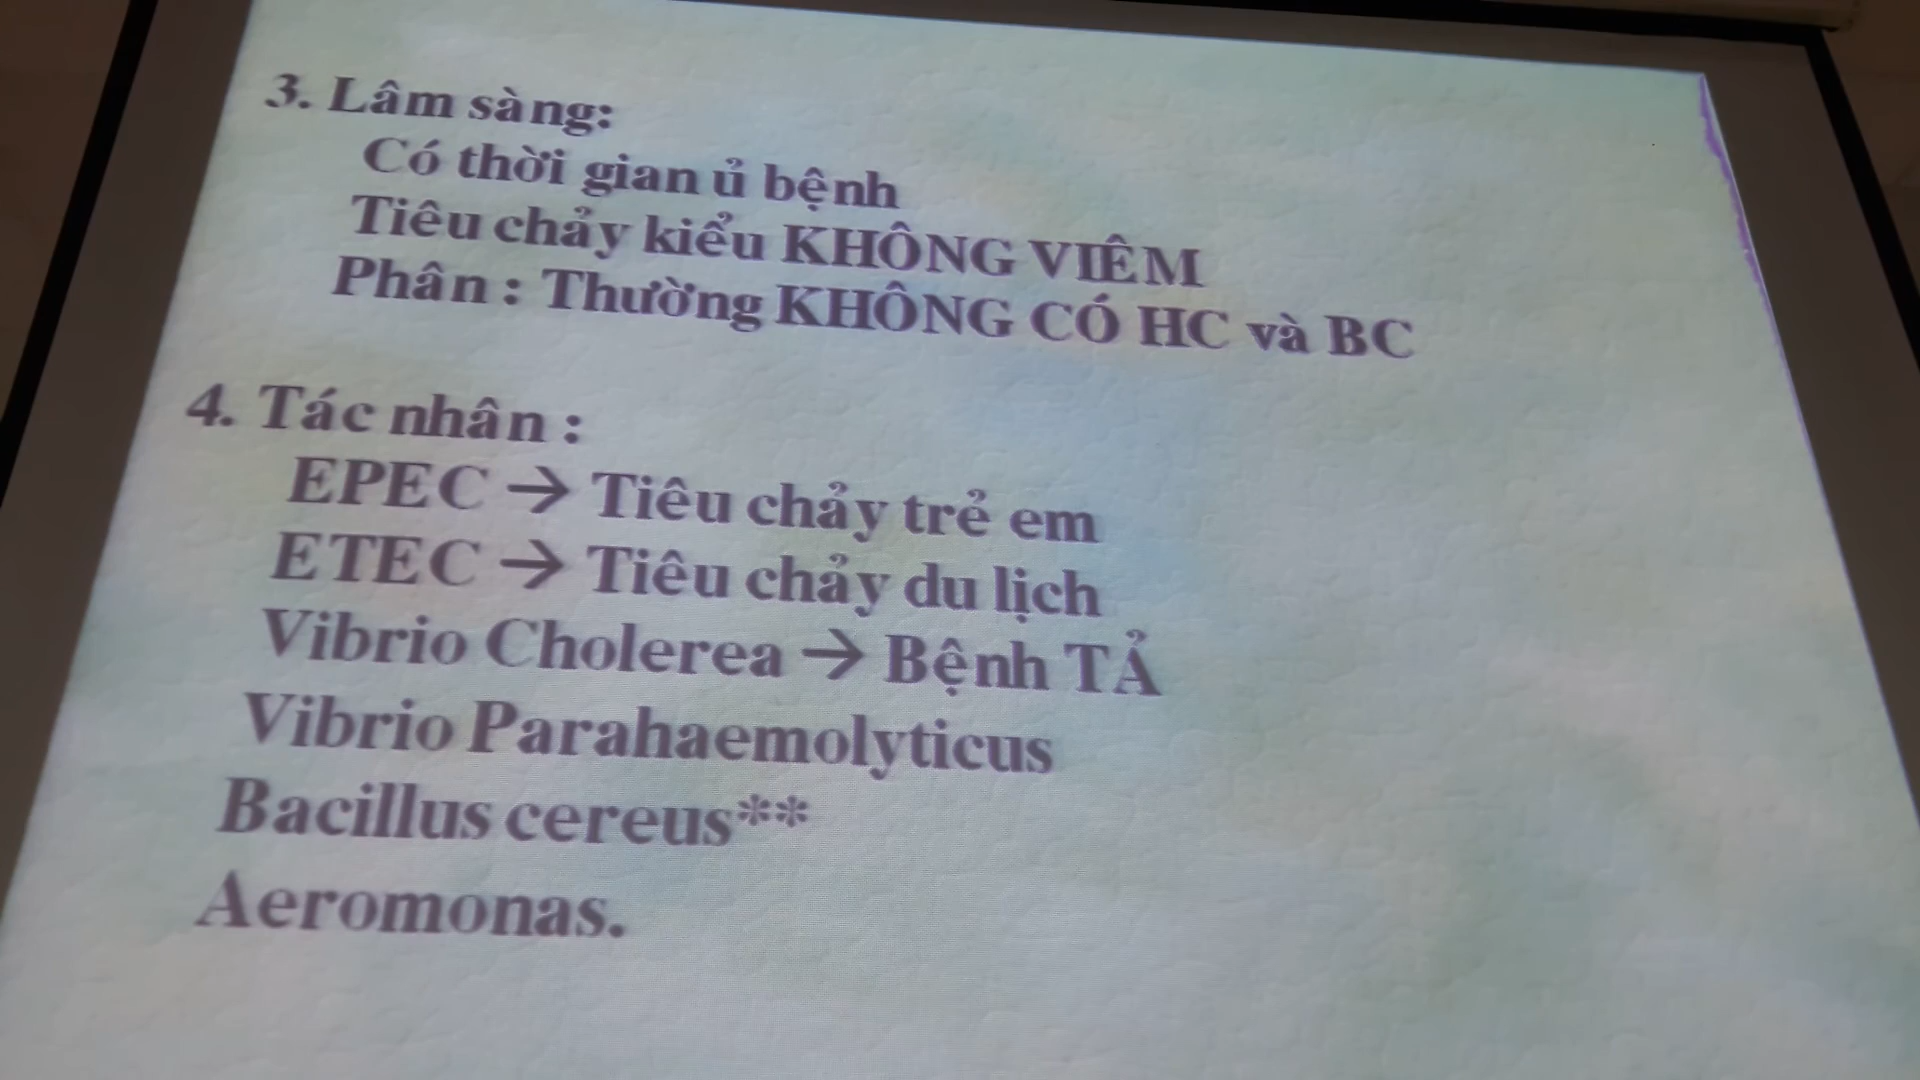 3. Lâm sàng:
Có thời gian ủ bệnh
Tiêu chảy kiểu KHÔNG VIÊM
Phân : Thường KHÔNG CÓ HC và BC
4. Tác nhân :
EPEC → Tiêu chảy trẻ em
ETEC → Tiêu chảy du lịch
Vibrio Cholerea → Bệnh TẢ
Vibrio Parahaemolyticus
Bacillus cereus**
Aeromonas.